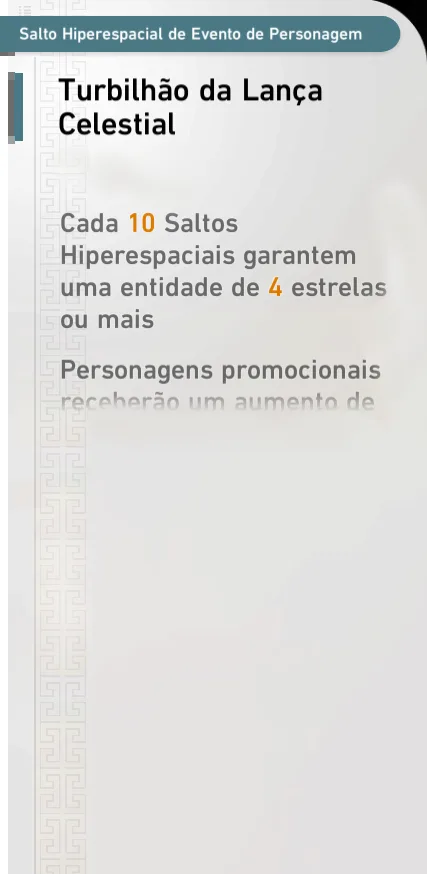 Salto Hiperespacial de Evento de Personagem
Turbilhão da Lança
Celestial
Cada 10 Saltos
Hiperespaciais garantem
uma entidade de 4 estrelas
ou mais
Personagens promocionais
receberão um aumento de